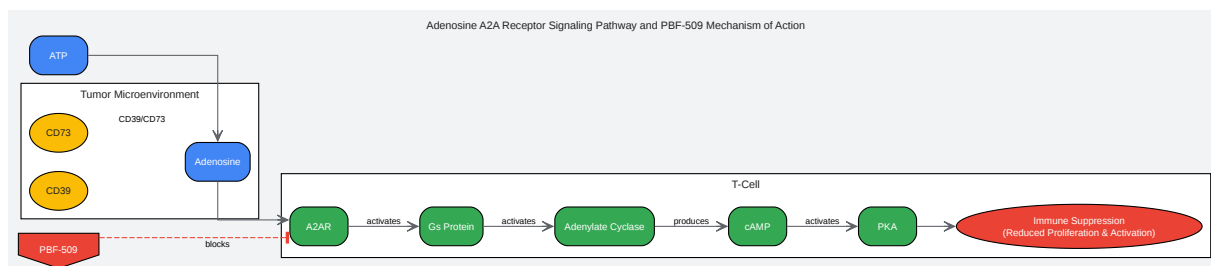 Adenosine A2A Receptor Signaling Pathway and PBF-509 Mechanism of Action
ATP
Tumor Microenvironment
CD39/CD73
CD73
Adenosine
CD39
T-Cell
A2AR
activates
Gs Protein
activates
Adenylate Cyclase
produces
cAMP
activates
PKA
Immune Suppression
(Reduced Proliferation & Activation)
PBF-509
blocks